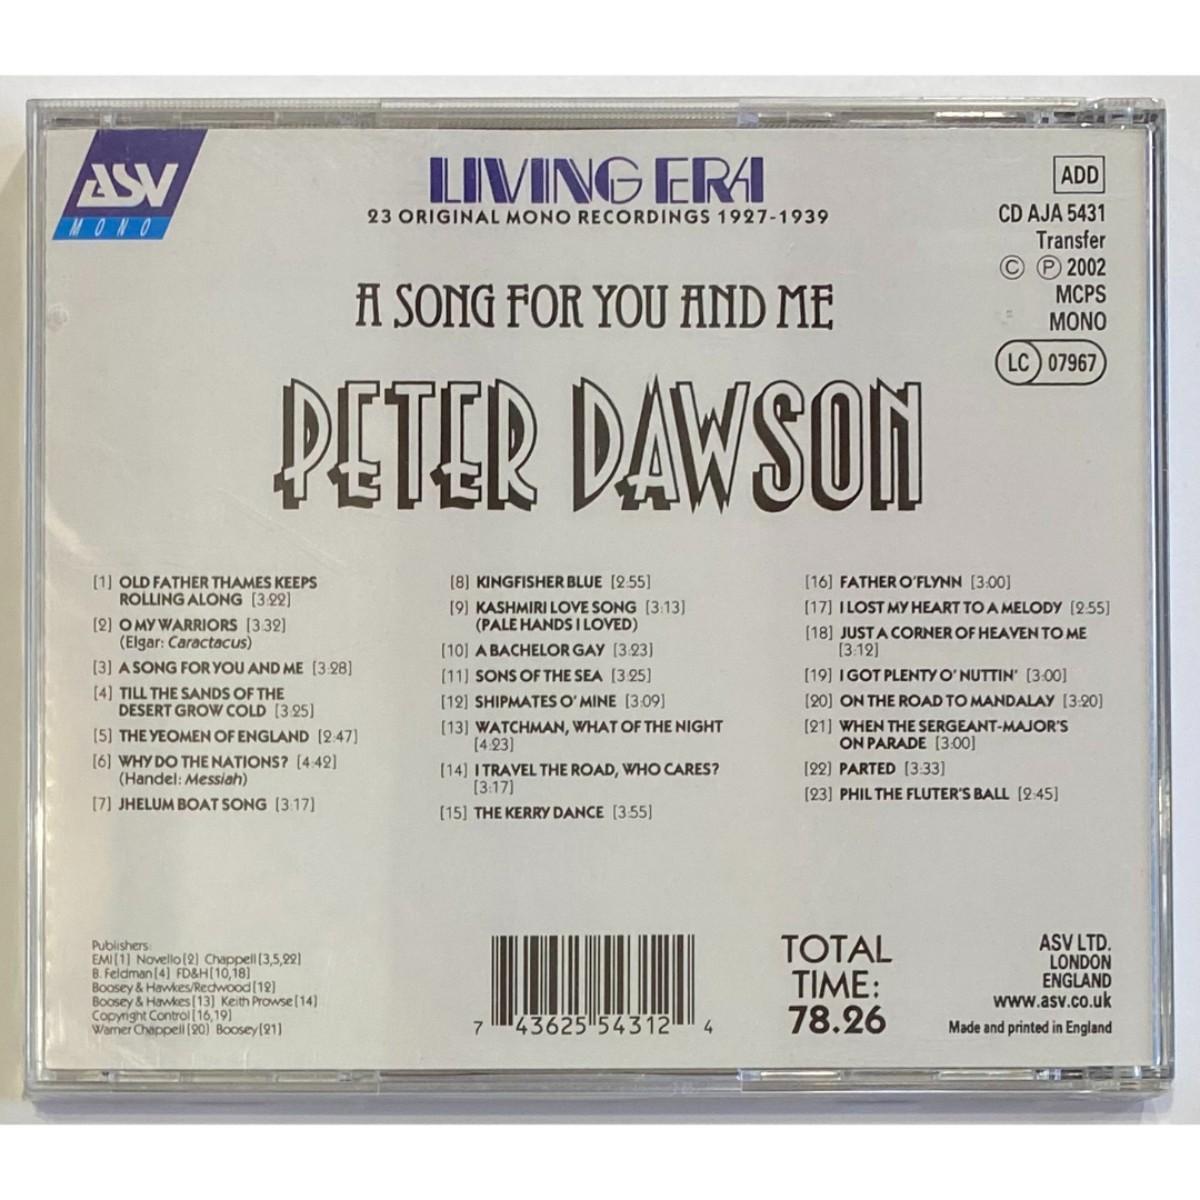 ASV
MONO
LIVING ERA
23 ORIGINAL MONO RECORDINGS 1927-1939
A SONG FOR YOU AND ME
PETER DAWSON
ADD
CD AJA 5431
Transfer
Ⓒ Ⓟ 2002
MCPS
MONO
LC 07967
[1] OLD FATHER THAMES KEEPS
ROLLING ALONG [3:22]
[2] O MY WARRIORS [3:32]
(Elgar: Caractacus)
[3] A SONG FOR YOU AND ME [3:28]
[4] TILL THE SANDS OF THE
DESERT GROW COLD [3:25]
[5] THE YEOMEN OF ENGLAND [2:47]
[6] WHY DO THE NATIONS? [4:42]
(Handel: Messiah)
[7] JHELUM BOAT SONG [3:17]
[8] KINGFISHER BLUE [2:55]
[9] KASHMIRI LOVE SONG [3:13]
(PALE HANDS I LOVED)
[10] A BACHELOR GAY [3:23]
[11] SONS OF THE SEA [3:25]
[12] SHIPMATES O' MINE [3:09]
[13] WATCHMAN, WHAT OF THE NIGHT
[4:23]
[14] I TRAVEL THE ROAD, WHO CARES?
[3:17]
[15] THE KERRY DANCE [3:55]
[16] FATHER O'FLYNN [3:00]
[17] I LOST MY HEART TO A MELODY [2:55]
[18] JUST A CORNER OF HEAVEN TO ME
[3:12]
[19] I GOT PLENTY O' NUTTIN' [3:00]
[20] ON THE ROAD TO MANDALAY [3:20]
[21] WHEN THE SERGEANT-MAJOR'S
ON PARADE [3:00]
[22] PARTED [3:33]
[23] PHIL THE FLUTER'S BALL [2:45]
Publishers:
EMI [1] Novello [2] Chappell [3,5,22]
B. Feldman [4] FD&H [10,18]
Boosey & Hawkes/Redwood [12]
Boosey & Hawkes [13] Keith Prowse [14]
Copyright Control [16,19]
Warner Chappell [20] Boosey [21]
7 43625 54312 4
TOTAL
TIME:
78.26
ASV LTD.
LONDON
ENGLAND
www.asv.co.uk
Made and printed in England